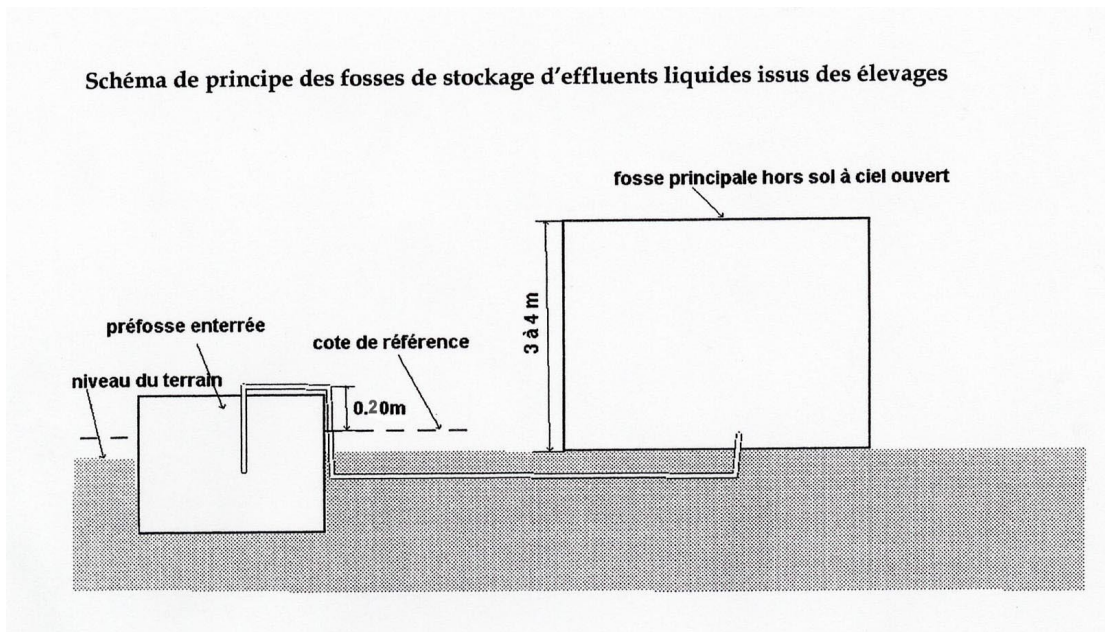 Schéma de principe des fosses de stockage d'effluents liquides issus des élevages
fosse principale hors sol à ciel ouvert
3 à 4 m
préfosse enterrée
cote de référence
niveau du terrain
0.20m